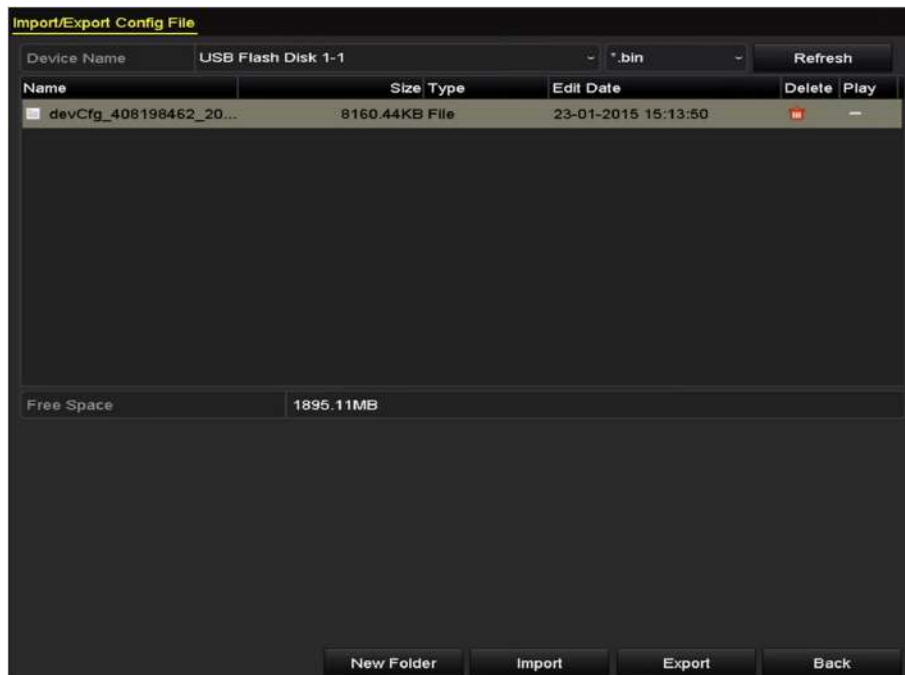 Import/Export Config File
Device Name USB Flash Disk 1-1 *.bin Refresh
Name Size Type Edit Date Delete Play
devCfg_408198462_20... 8160.44KB File 23-01-2015 15:13:50
Free Space 1895.11MB
New Folder Import Export Back